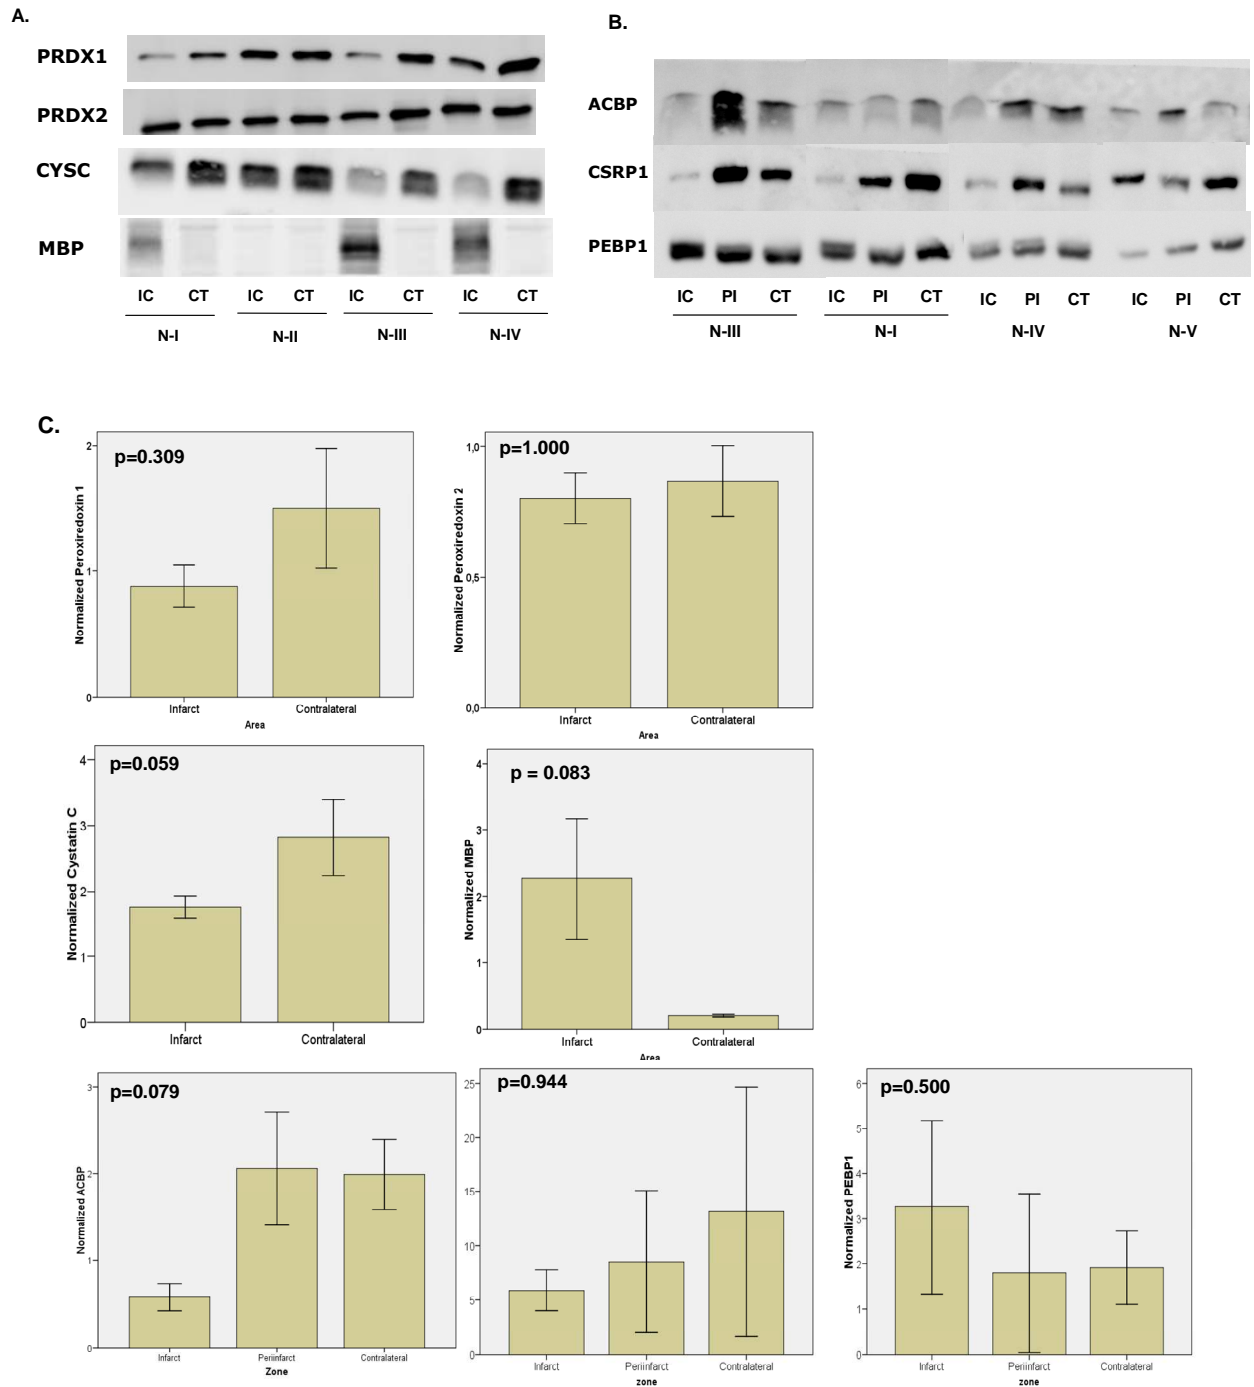 A.
PRDX1
PRDX2
CYSC
MBP
IC CT IC CT IC CT IC CT
N-I N-II N-III N-IV
B.
ACBP
CSRP1
PEBP1
IC PI CT IC PI CT IC PI CT IC PI CT
N-III N-I N-IV N-V
C.
p=0.309
Normalized Peroxiredoxin 1
2
1
0
Infarct Contralateral
Area
p=1.000
Normalized Peroxiredoxin 2
1,0
0,5
0,0
Infarct Contralateral
Area
p=0.059
Normalized Cystatin C
4
3
2
1
0
Infarct Contralateral
p = 0.083
Normalized MBP
4
3
2
1
0
Infarct Contralateral
Area
p=0.079
Normalized ACBP
3
2
1
0
Infarct Periinfarct Contralateral
Zone
p=0.944
25
20
15
10
5
0
Infarct Periinfarct Contralateral
zone
p=0.500
Normalized PEBP1
6
5
4
3
2
1
0
Infarct Periinfarct Contralateral
zone